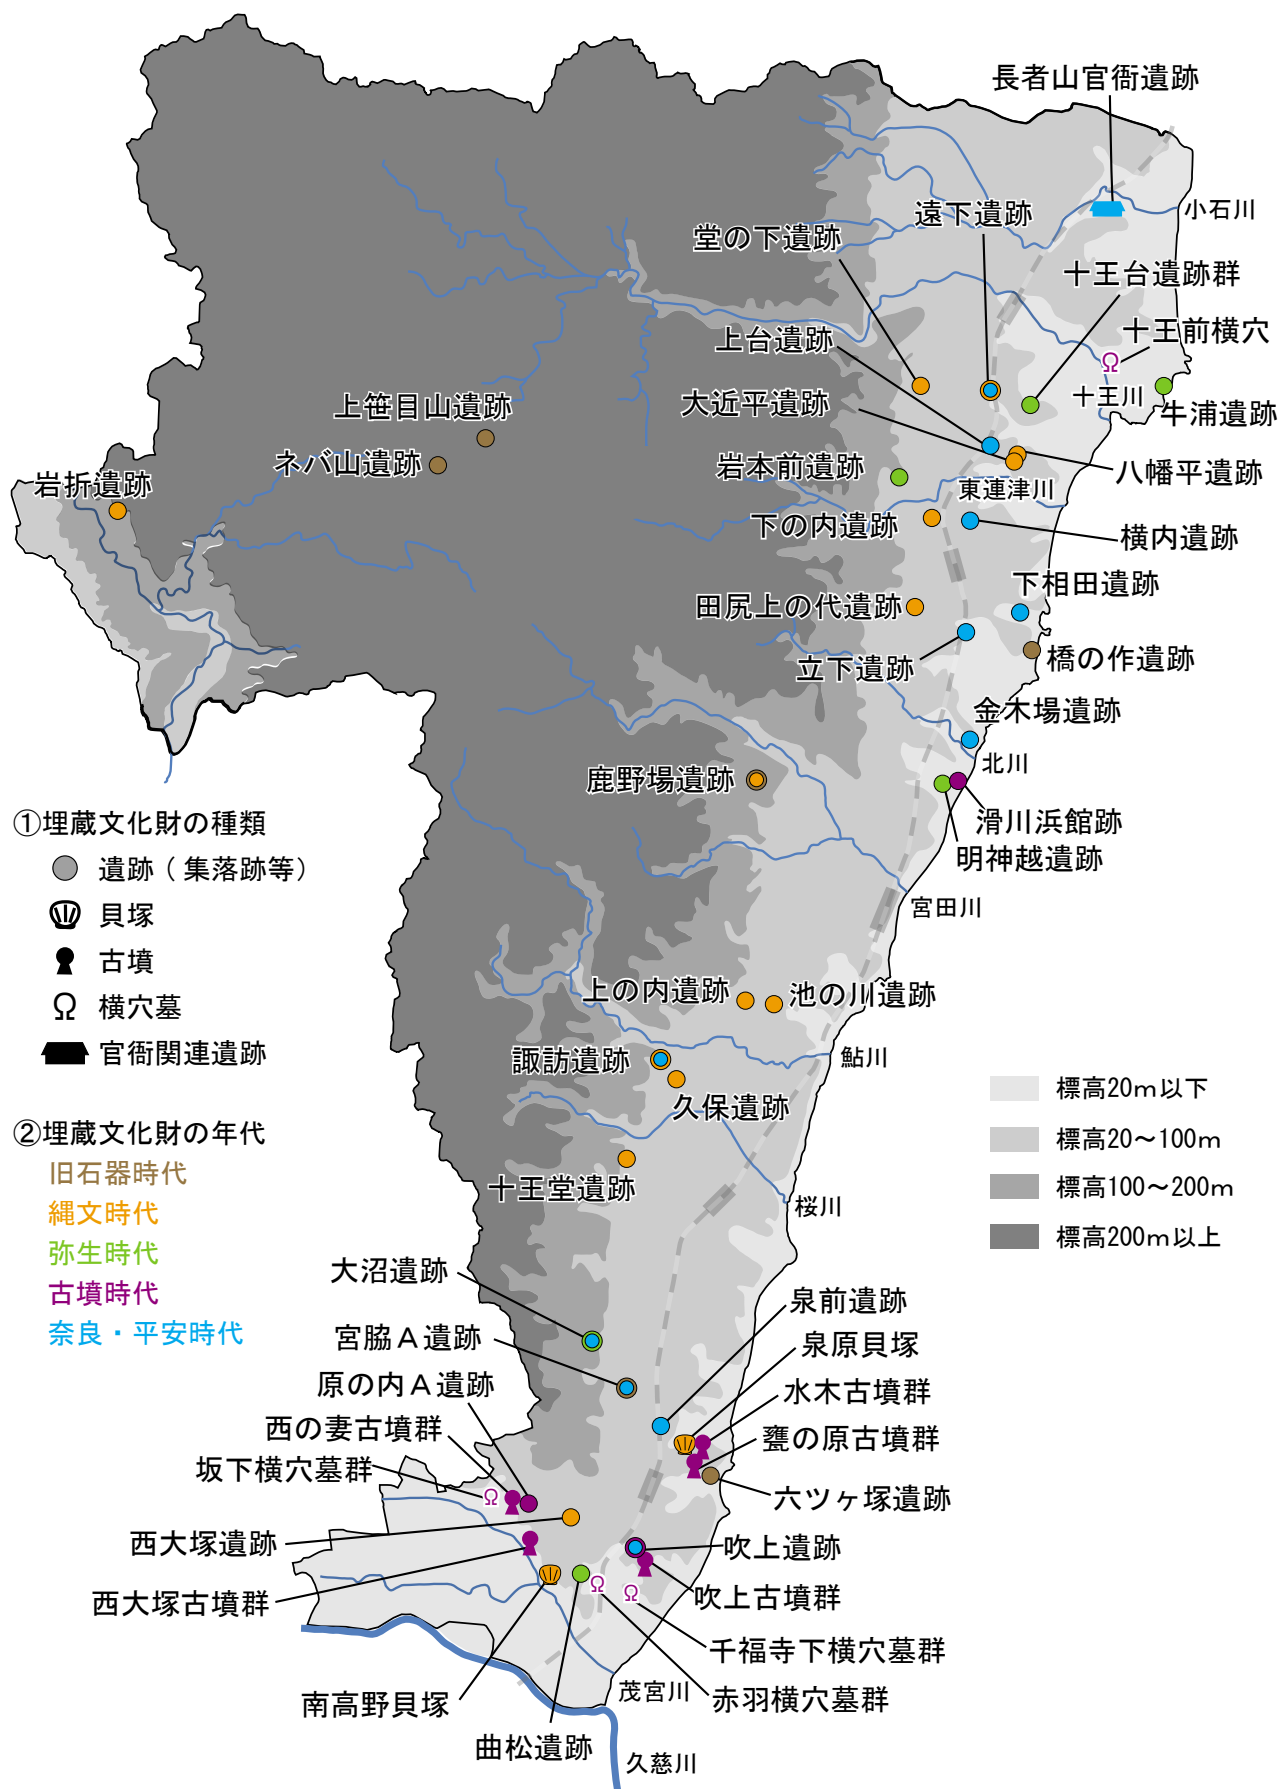 長者山官衙遺跡
小石川
遠下遺跡
堂の下遺跡
十王台遺跡群
十王前横穴
上台遺跡
大近平遺跡
十王川
牛浦遺跡
上笹目山遺跡
ネバ山遺跡
岩本前遺跡
八幡平遺跡
岩折遺跡
東連津川
下の内遺跡
横内遺跡
下相田遺跡
田尻上の代遺跡
立下遺跡
橋の作遺跡
金木場遺跡
北川
鹿野場遺跡
滑川浜館跡
明神越遺跡
宮田川
①埋蔵文化財の種類
遺跡（集落跡等）
貝塚
古墳
横穴墓
官衙関連遺跡
上の内遺跡
池の川遺跡
諏訪遺跡
鮎川
久保遺跡
十王堂遺跡
桜川
②埋蔵文化財の年代
旧石器時代
縄文時代
弥生時代
古墳時代
奈良・平安時代
標高20ｍ以下
標高20～100ｍ
標高100～200ｍ
標高200ｍ以上
大沼遺跡
宮脇Ａ遺跡
原の内Ａ遺跡
西の妻古墳群
坂下横穴墓群
西大塚遺跡
西大塚古墳群
南高野貝塚
曲松遺跡
泉前遺跡
泉原貝塚
水木古墳群
甕の原古墳群
六ツヶ塚遺跡
吹上遺跡
吹上古墳群
千福寺下横穴墓群
赤羽横穴墓群
茂宮川
久慈川